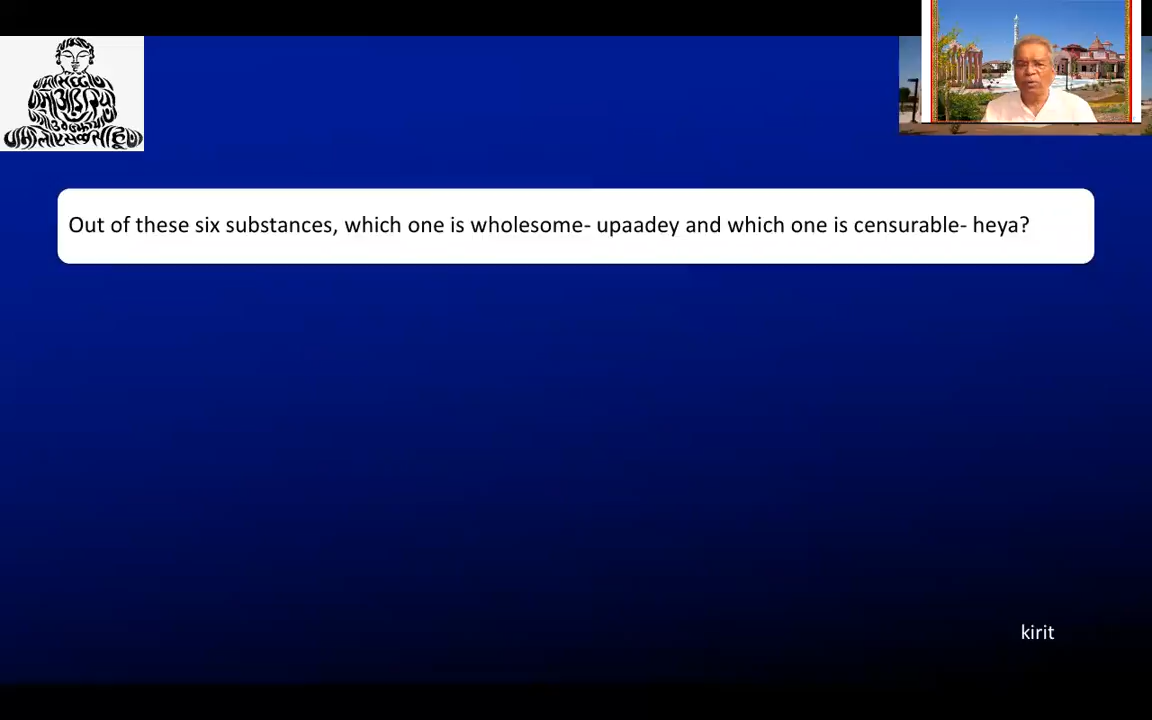 Out of these six substances, which one is wholesome- upaadey and which one is censurable- heya?
kirit